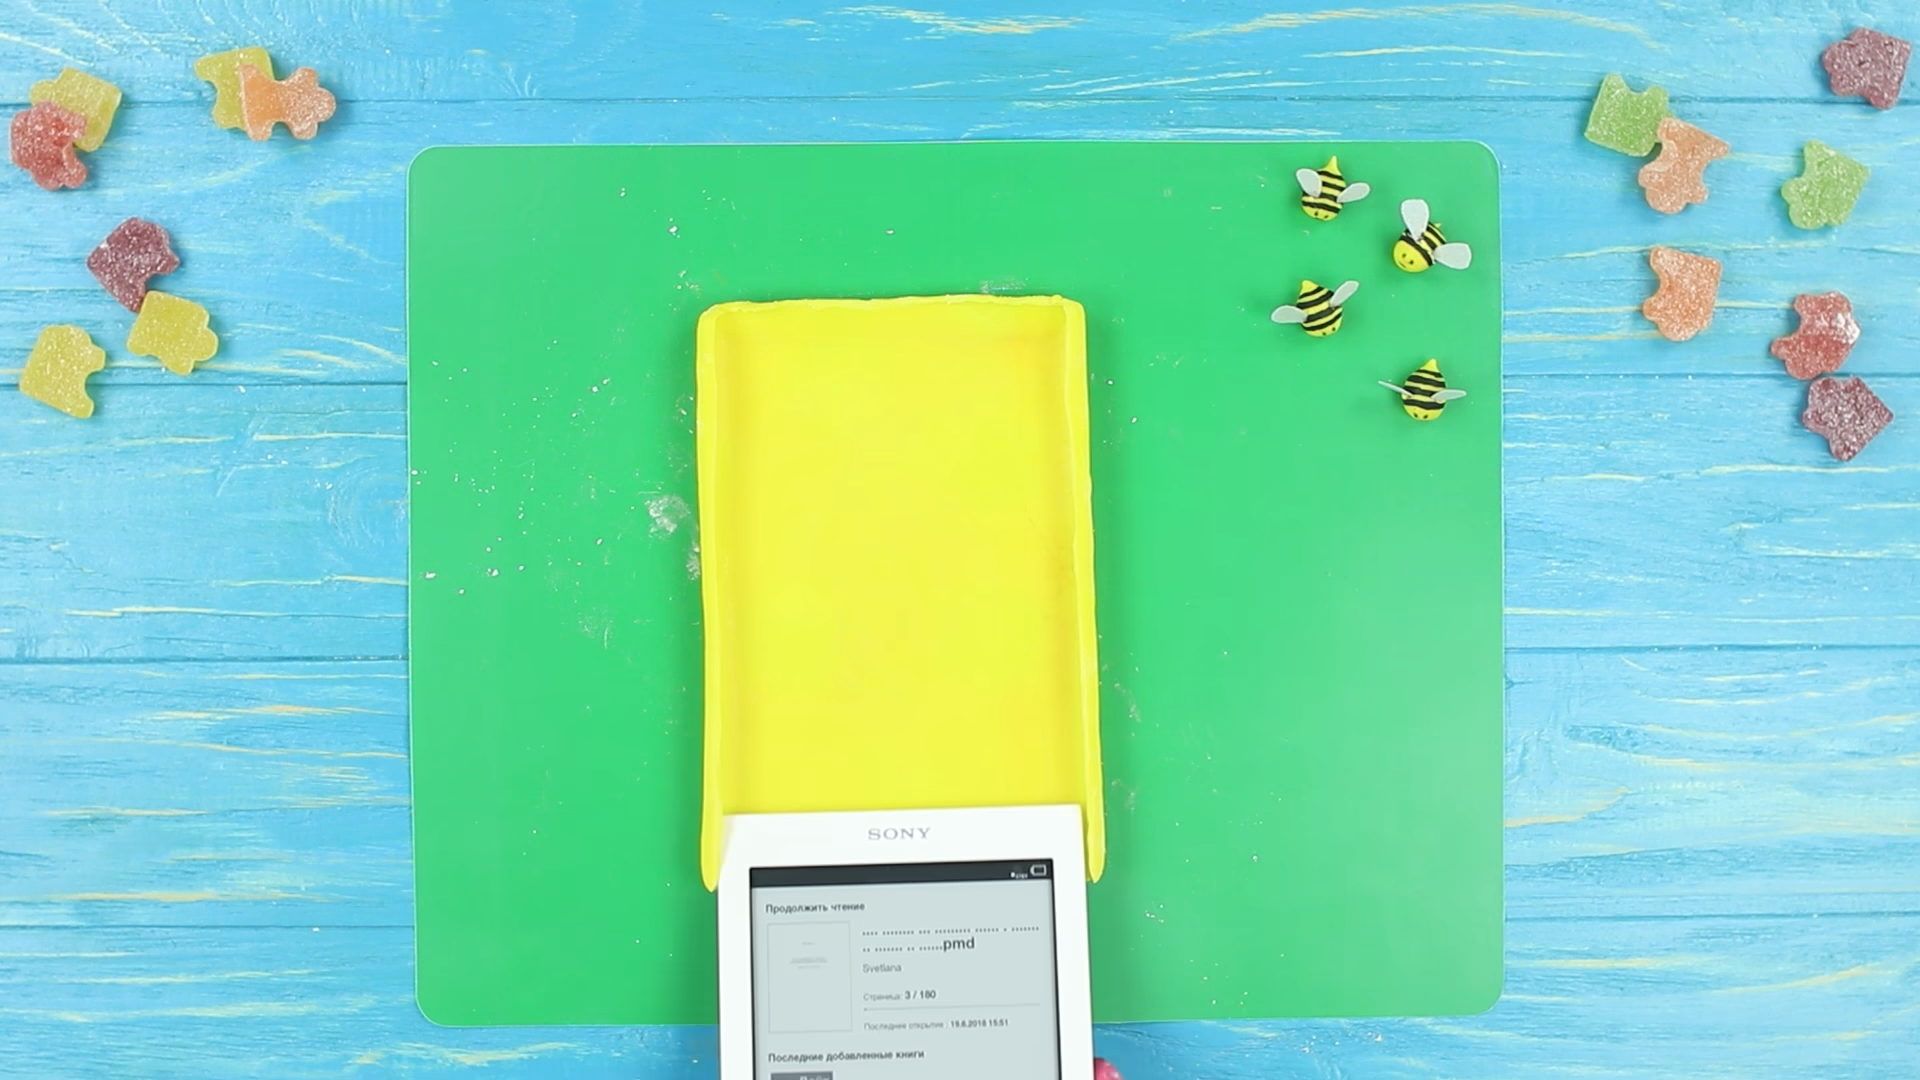 SONY
Продолжить чтение
pmd
Svetlana
Страница: 3 / 180
Последнее открытие : 19.6.2018 15:51
Последние добавленные книги